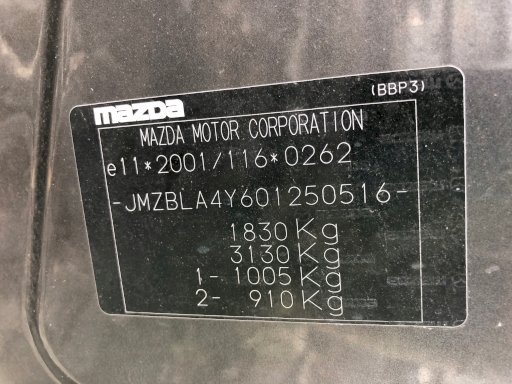 (BBP3)
mazda
MAZDA MOTOR CORPORATION
e11*2001/116*0262
-JMZBLA4Y601250516-
1830 Kg
3130 Kg
1- 1005 Kg
2- 910 Kg